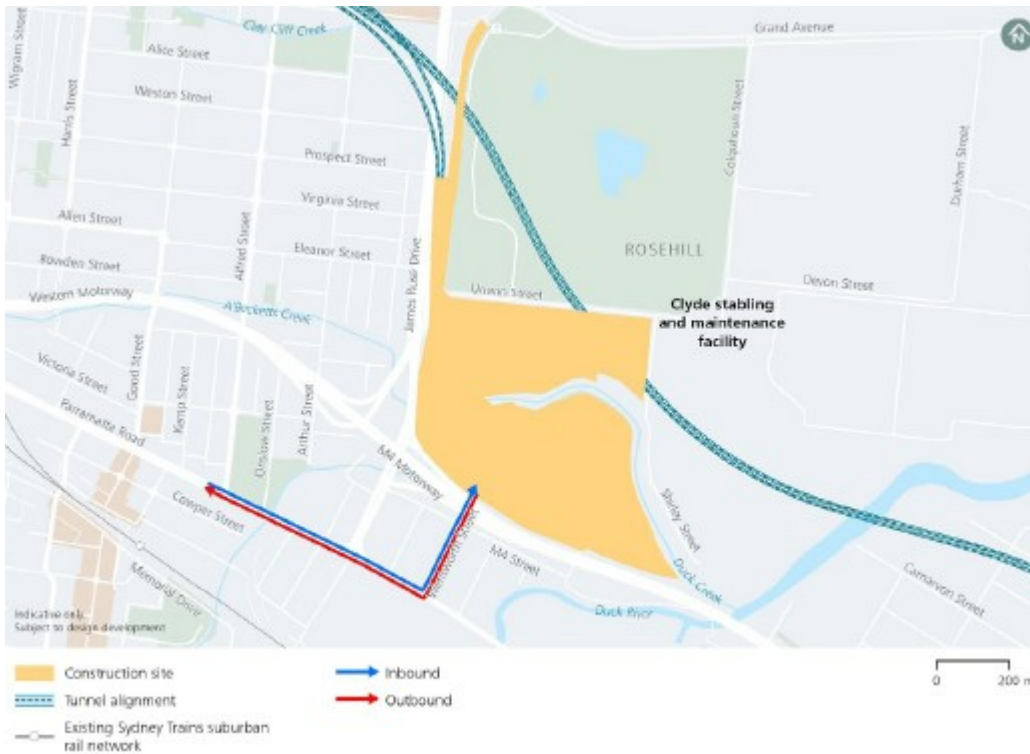 Clay Cliff Creek
Grand Avenue
N
Wigram Street
Alice Street
Harris Street
Weston Street
Colquhoun Street
Prospect Street
Durham Street
Virginia Street
Allen Street
Alfred Street
Eleanor Street
James Ruse Drive
ROSEHILL
Bowden Street
Devon Street
Unwin Street
Western Motorway
A'Becketts Creek
Clyde stabling
and maintenance
facility
Victoria Street
Good Street
Kemp Street
Onslow Street
Arthur Street
Parramatta Road
M4 Motorway
Cowper Street
Wentworth Street
Shirley Street
M4 Street
Duck Creek
Memorial Drive
Carnarvon Street
Duck River
Indicative only
Subject to design development
Construction site
Inbound
0 200 m
Tunnel alignment
Outbound
Existing Sydney Trains suburban
rail network